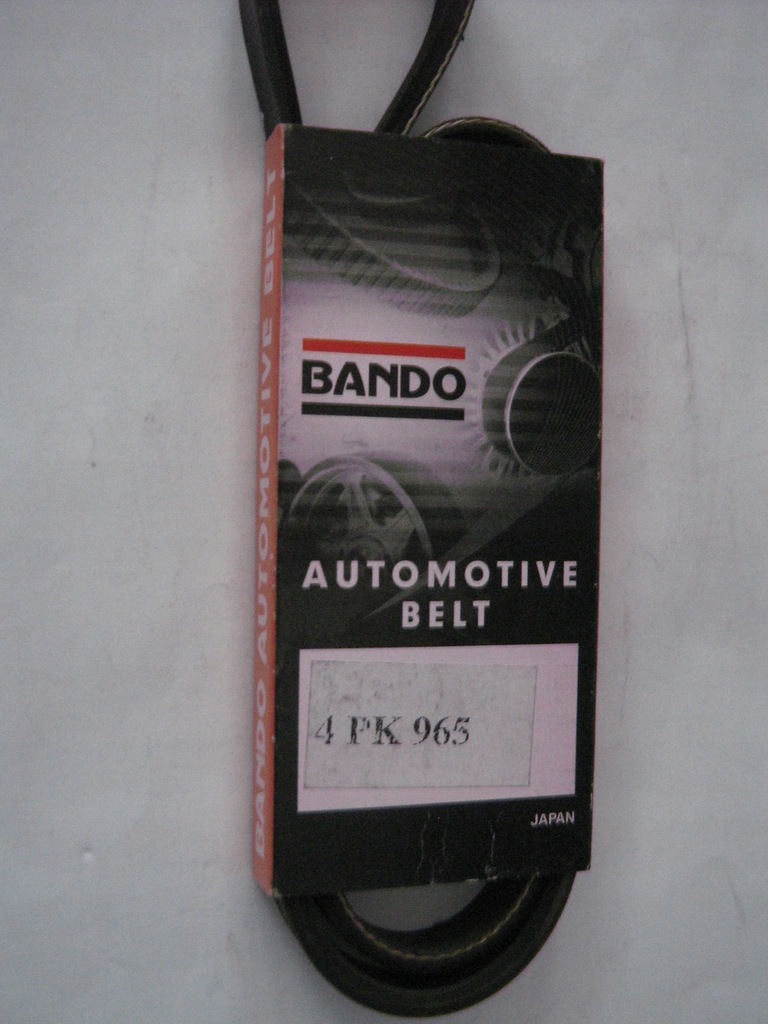 BANDO AUTOMOTIVE BELT
BANDO
AUTOMOTIVE
BELT
4 PK 965
JAPAN